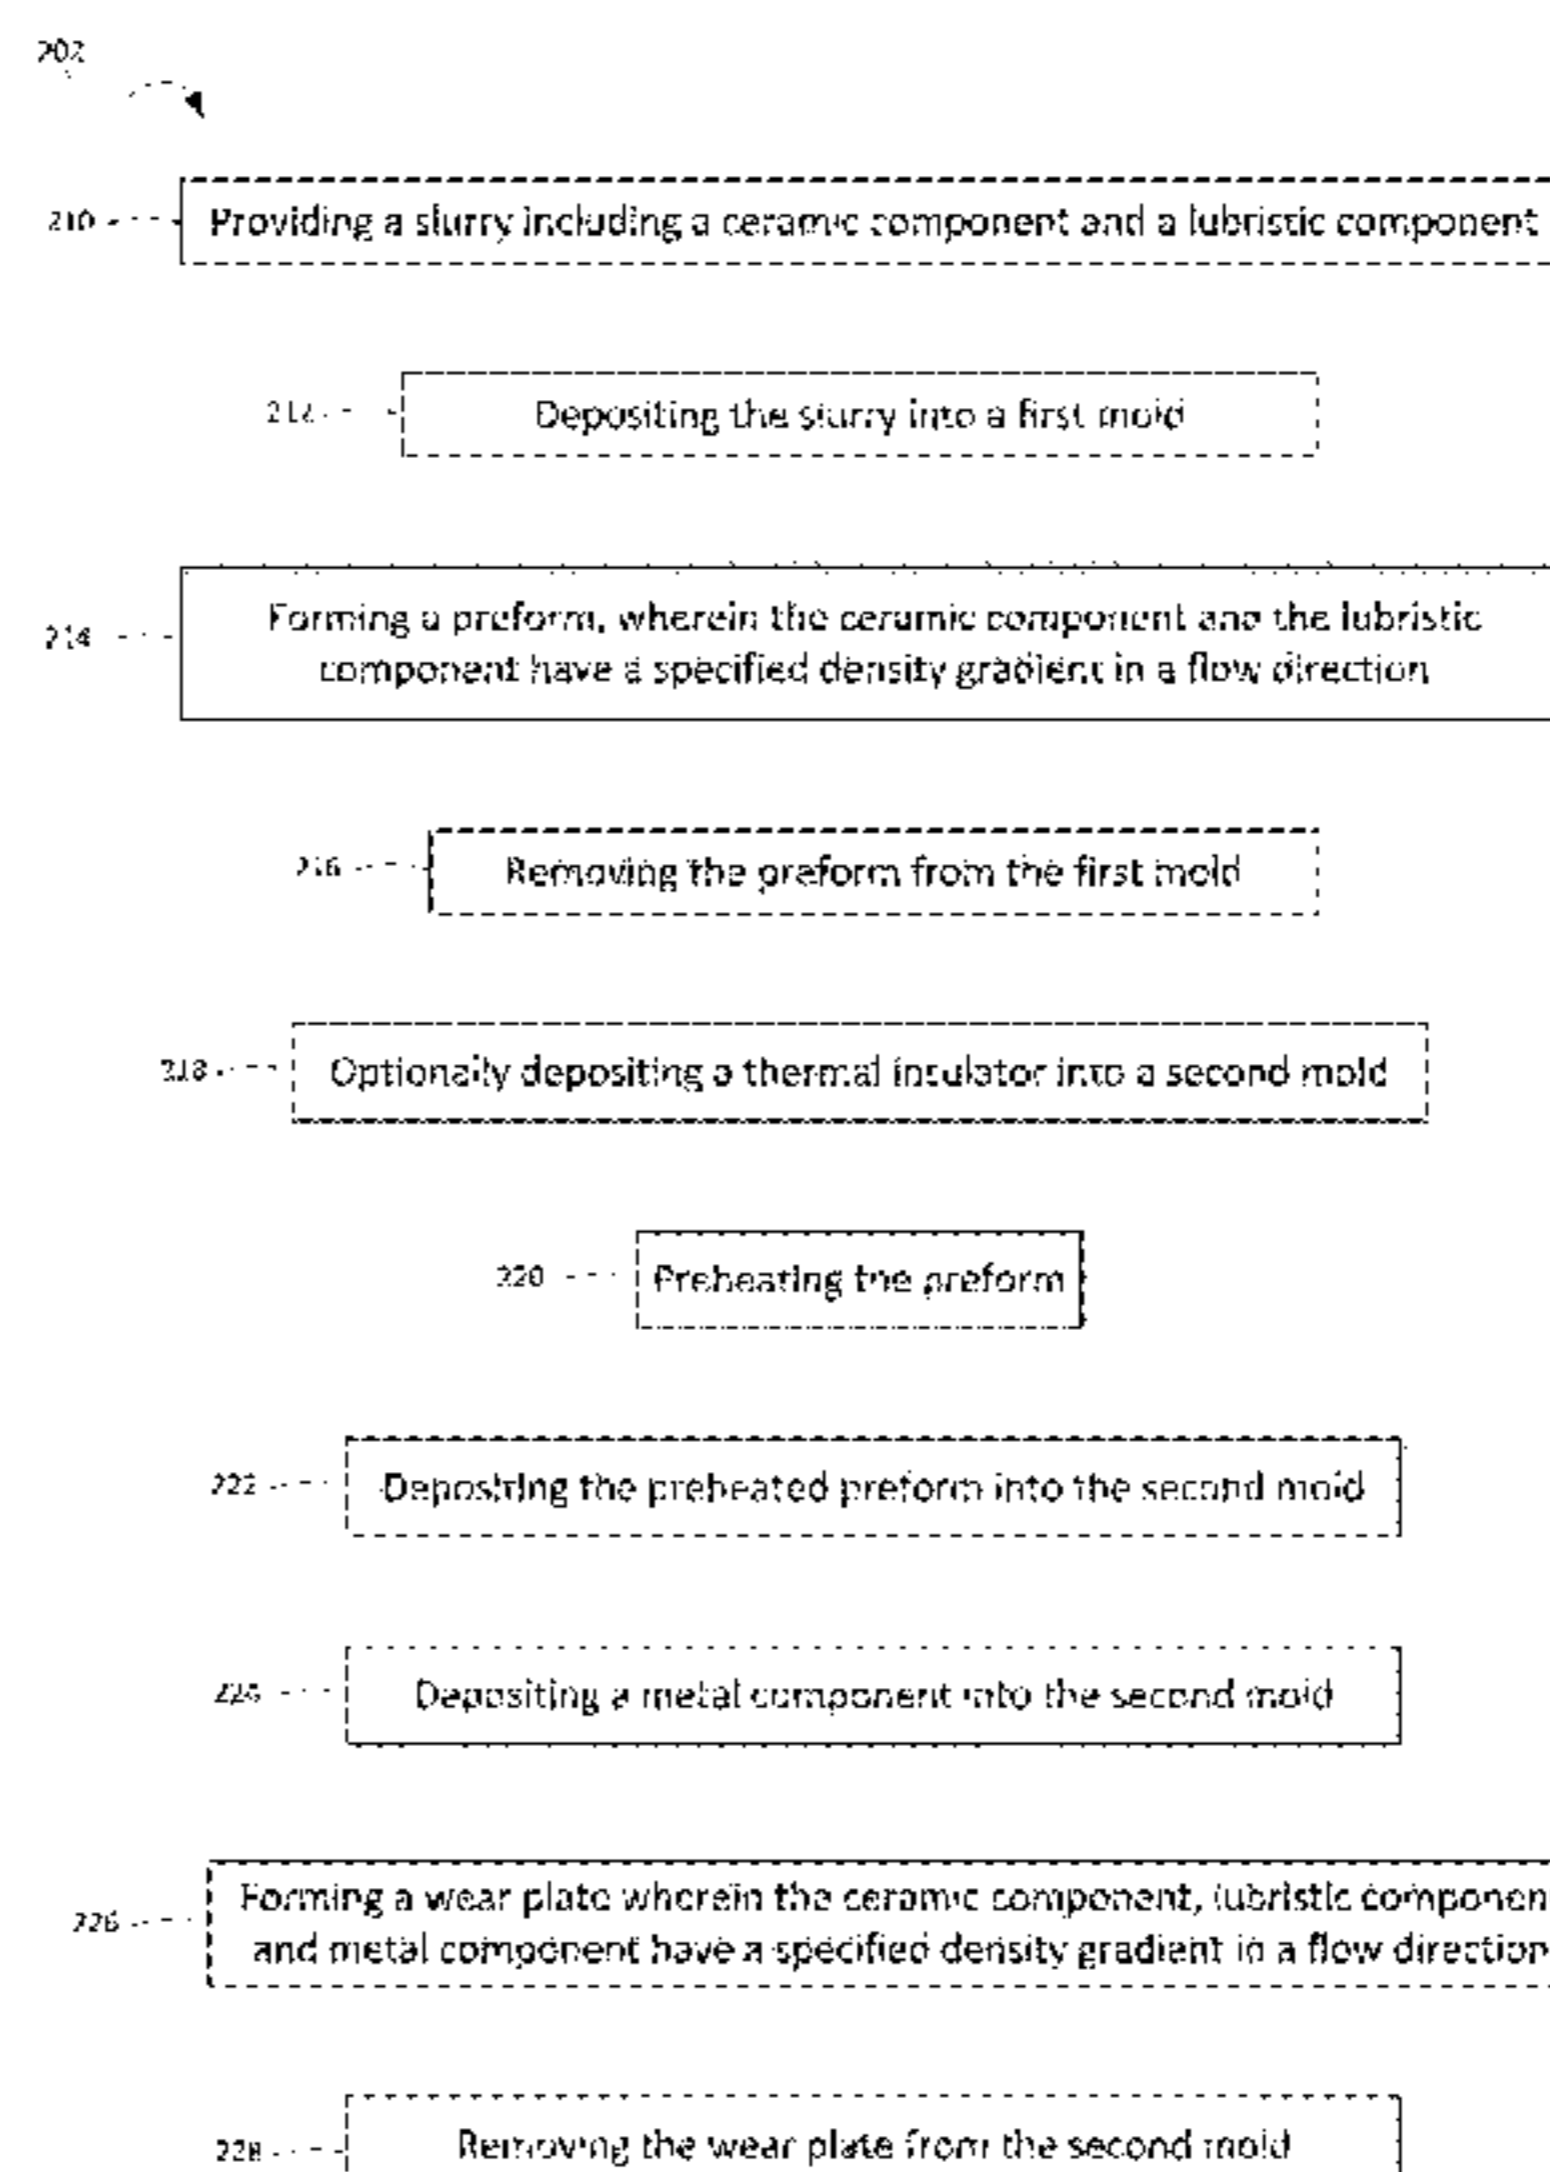 202
210 Providing a slurry including a ceramic component and a lubristic component
212 Depositing the slurry into a first mold
214 Forming a preform, wherein the ceramic component and the lubristic
component have a specified density gradient in a flow direction
216 Removing the preform from the first mold
218 Optionally depositing a thermal insulator into a second mold
220 Preheating the preform
222 Depositing the preheated preform into the second mold
224 Depositing a metal component into the second mold
226 Forming a wear plate wherein the ceramic component, lubristic componen
and metal component have a specified density gradient in a flow direction
228 Removing the wear plate from the second mold